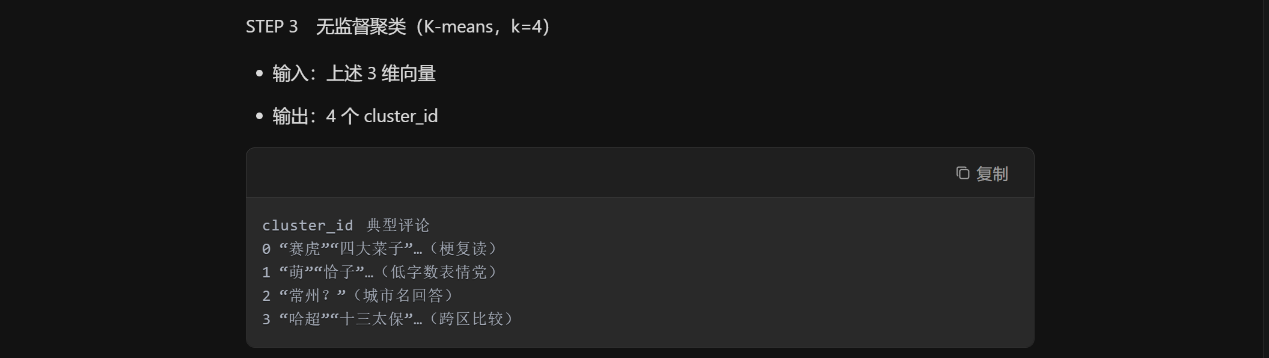 STEP 3 无监督聚类（K-means，k=4）
• 输入：上述 3 维向量
• 输出：4 个 cluster_id
复制
cluster_id 典型评论
0 “赛虎”“四大菜子”…（梗复读）
1 “萌”“恰子”…（低字数表情党）
2 “常州？”（城市名回答）
3 “哈超”“十三太保”…（跨区比较）